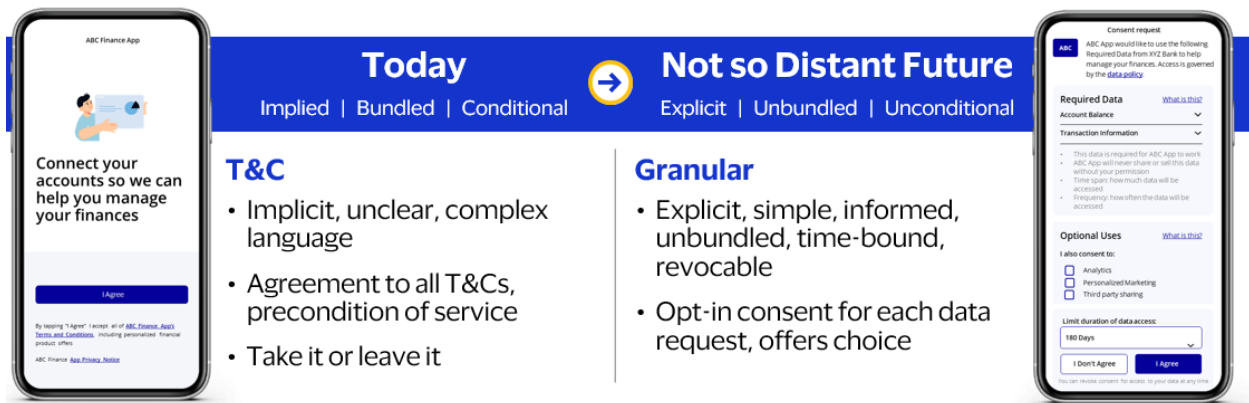 ABC Finance App
Connect your
accounts so we can
help you manage
your finances
I Agree
By tapping "I Agree" I accept all of ABC Finance App's
Terms and Conditions, including personalized financial
product offers
ABC Finance App Privacy Notice
Today
Implied | Bundled | Conditional
Not so Distant Future
Explicit | Unbundled | Unconditional
T&C
• Implicit, unclear, complex
language
• Agreement to all T&Cs,
precondition of service
• Take it or leave it
Granular
• Explicit, simple, informed,
unbundled, time-bound,
revocable
• Opt-in consent for each data
request, offers choice
Consent request
ABC
ABC App would like to use the following
Required Data from XYZ Bank to help
manage your finances. Access is governed
by the data policy.
Required Data What is this?
Account Balance
Transaction Information
• This data is required for ABC App to work
• ABC App will never share or sell this data
without your permission
• Time span: how much data will be
accessed
• Frequency: how often the data will be
accessed
Optional Uses What is this?
I also consent to:
Analytics
Personalized Marketing
Third party sharing
Limit duration of data access:
180 Days
I Don't Agree I Agree
You can revoke consent for access to your data at any time